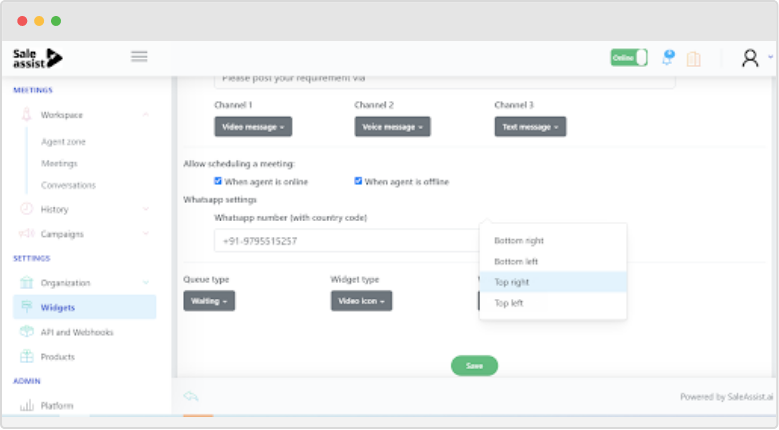 Sale
assist
Online
MEETINGS
Workspace
Agent zone
Meetings
Conversations
History
Campaigns
SETTINGS
Organization
Widgets
API and Webhooks
Products
ADMIN
Platform
Please post your requirement via
Channel 1 Channel 2 Channel 3
Video message Voice message Text message
Allow scheduling a meeting:
When agent is online When agent is offline
Whatsapp settings
Whatsapp number (with country code)
+91-9795515257
Queue type Widget type
Waiting Video icon
Bottom right
Bottom left
Top right
Top left
Save
Powered by SaleAssist.ai